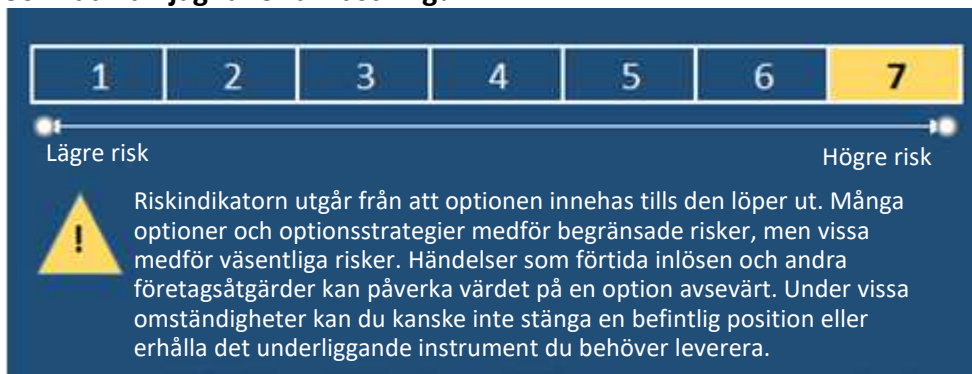 1 2 3 4 5 6 7
Lägre risk Högre risk
Riskindikatorn utgår från att optionen innehas tills den löper ut. Många
optioner och optionsstrategier medför begränsade risker, men vissa
medför väsentliga risker. Händelser som förtida inlösen och andra
företagsåtgärder kan påverka värdet på en option avsevärt. Under vissa
omständigheter kan du kanske inte stänga en befintlig position eller
erhålla det underliggande instrument du behöver leverera.